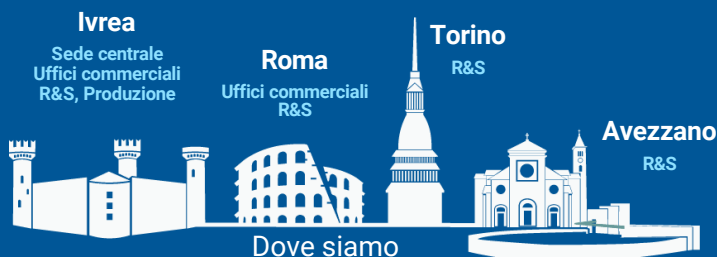 Ivrea
Sede centrale
Uffici commerciali
R&S, Produzione
Roma
Uffici commerciali
R&S
Torino
R&S
Avezzano
R&S
Dove siamo